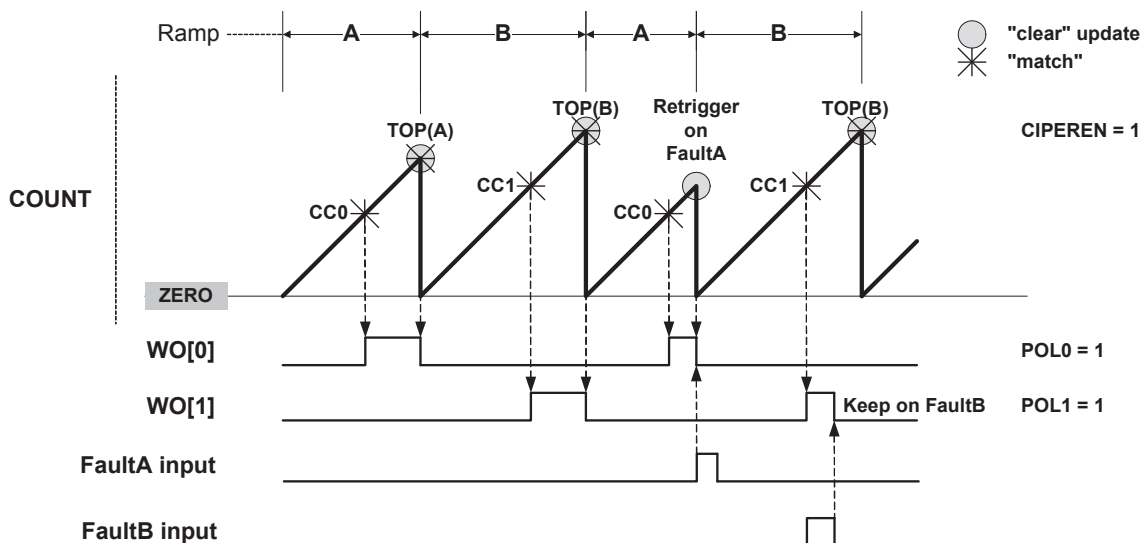 Ramp
A
B
A
B
"clear" update
"match"
TOP(A)
TOP(B)
Retrigger
on
FaultA
TOP(B)
CIPEREN = 1
COUNT
CC0
CC1
CC0
CC1
ZERO
WO[0]
POL0 = 1
WO[1]
Keep on FaultB
POL1 = 1
FaultA input
FaultB input